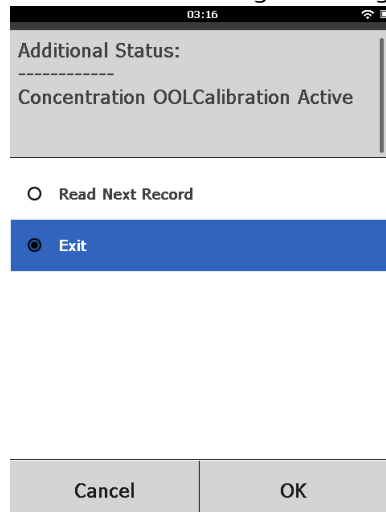 03:16
Additional Status:
------------
Concentration OOLCalibration Active
Read Next Record
Exit
Cancel
OK